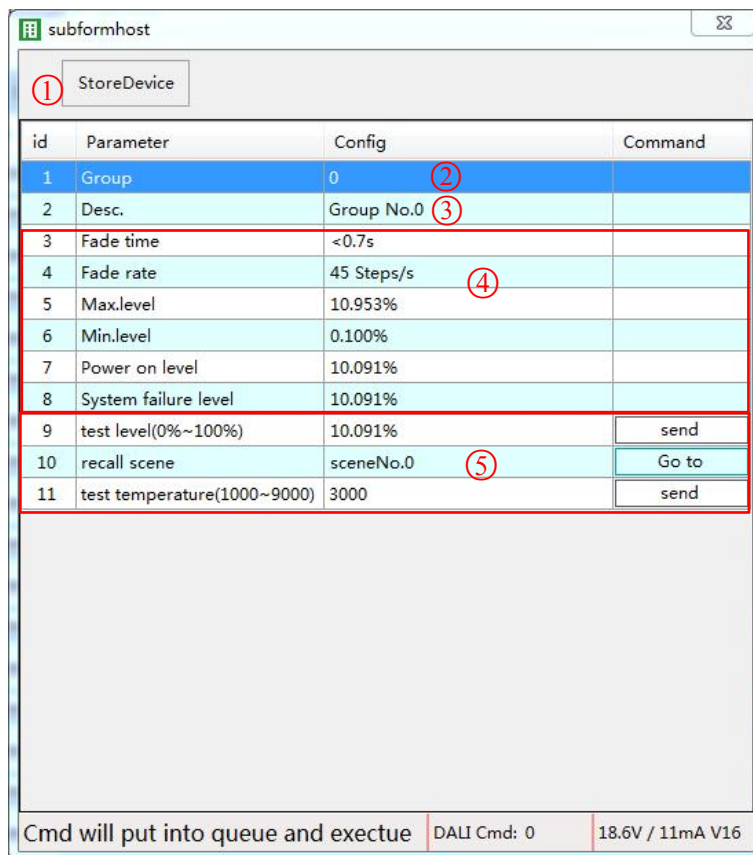 subformhost
① StoreDevice
id Parameter Config Command
1 Group 0 ②
2 Desc. Group No.0 ③
3 Fade time <0.7s
4 Fade rate 45 Steps/s ④
5 Max.level 10.953%
6 Min.level 0.100%
7 Power on level 10.091%
8 System failure level 10.091%
9 test level(0%~100%) 10.091% send
10 recall scene sceneNo.0 ⑤ Go to
11 test temperature(1000~9000) 3000 send
Cmd will put into queue and exectue DALI Cmd: 0 18.6V / 11mA V16